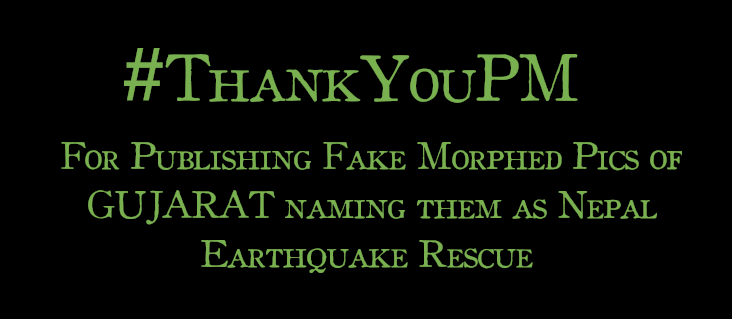 #ThankYouPM
For Publishing Fake Morphed Pics of
GUJARAT naming them as Nepal
Earthquake Rescue